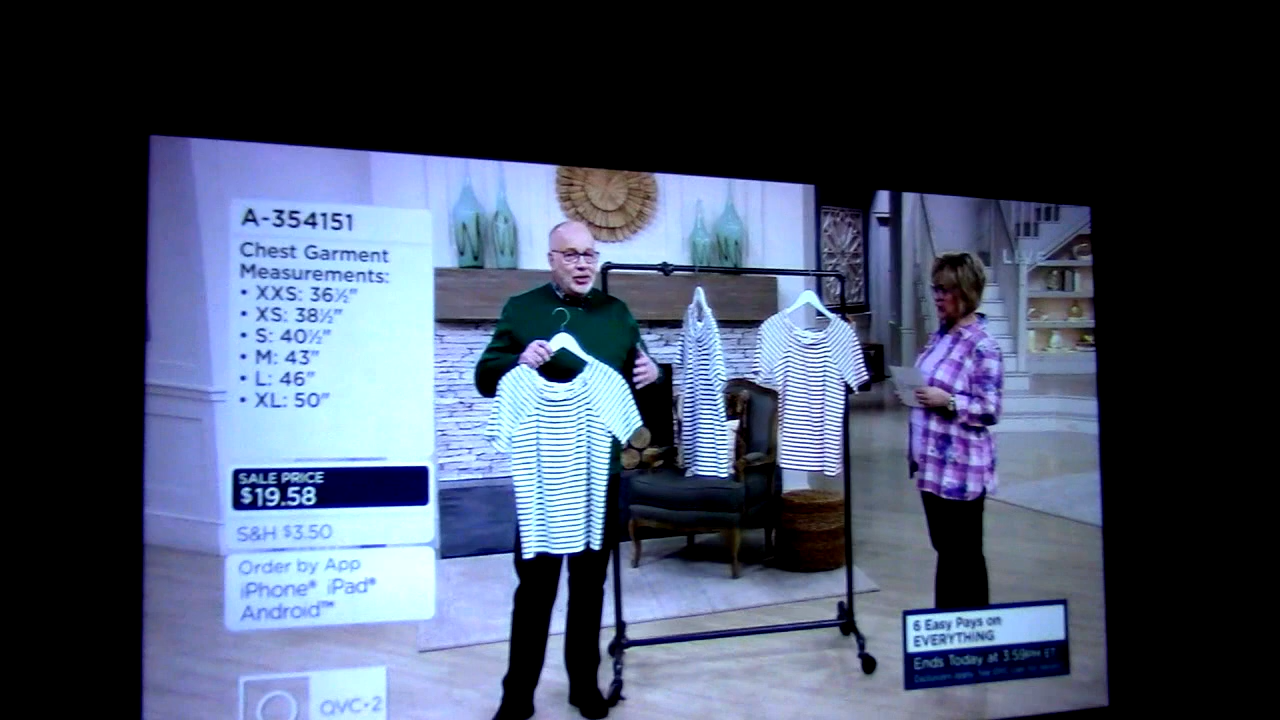 A-354151
Chest Garment
Measurements:
• XXS: 36½"
• XS: 38½"
• S: 40½"
• M: 43"
• L: 46"
• XL: 50"
SALE PRICE
$19.58
S&H $3.50
Order by App
iPhone® iPad®
Android™
QVC•2
6 Easy Pays on
EVERYTHING
Ends Today at 3:59PM ET